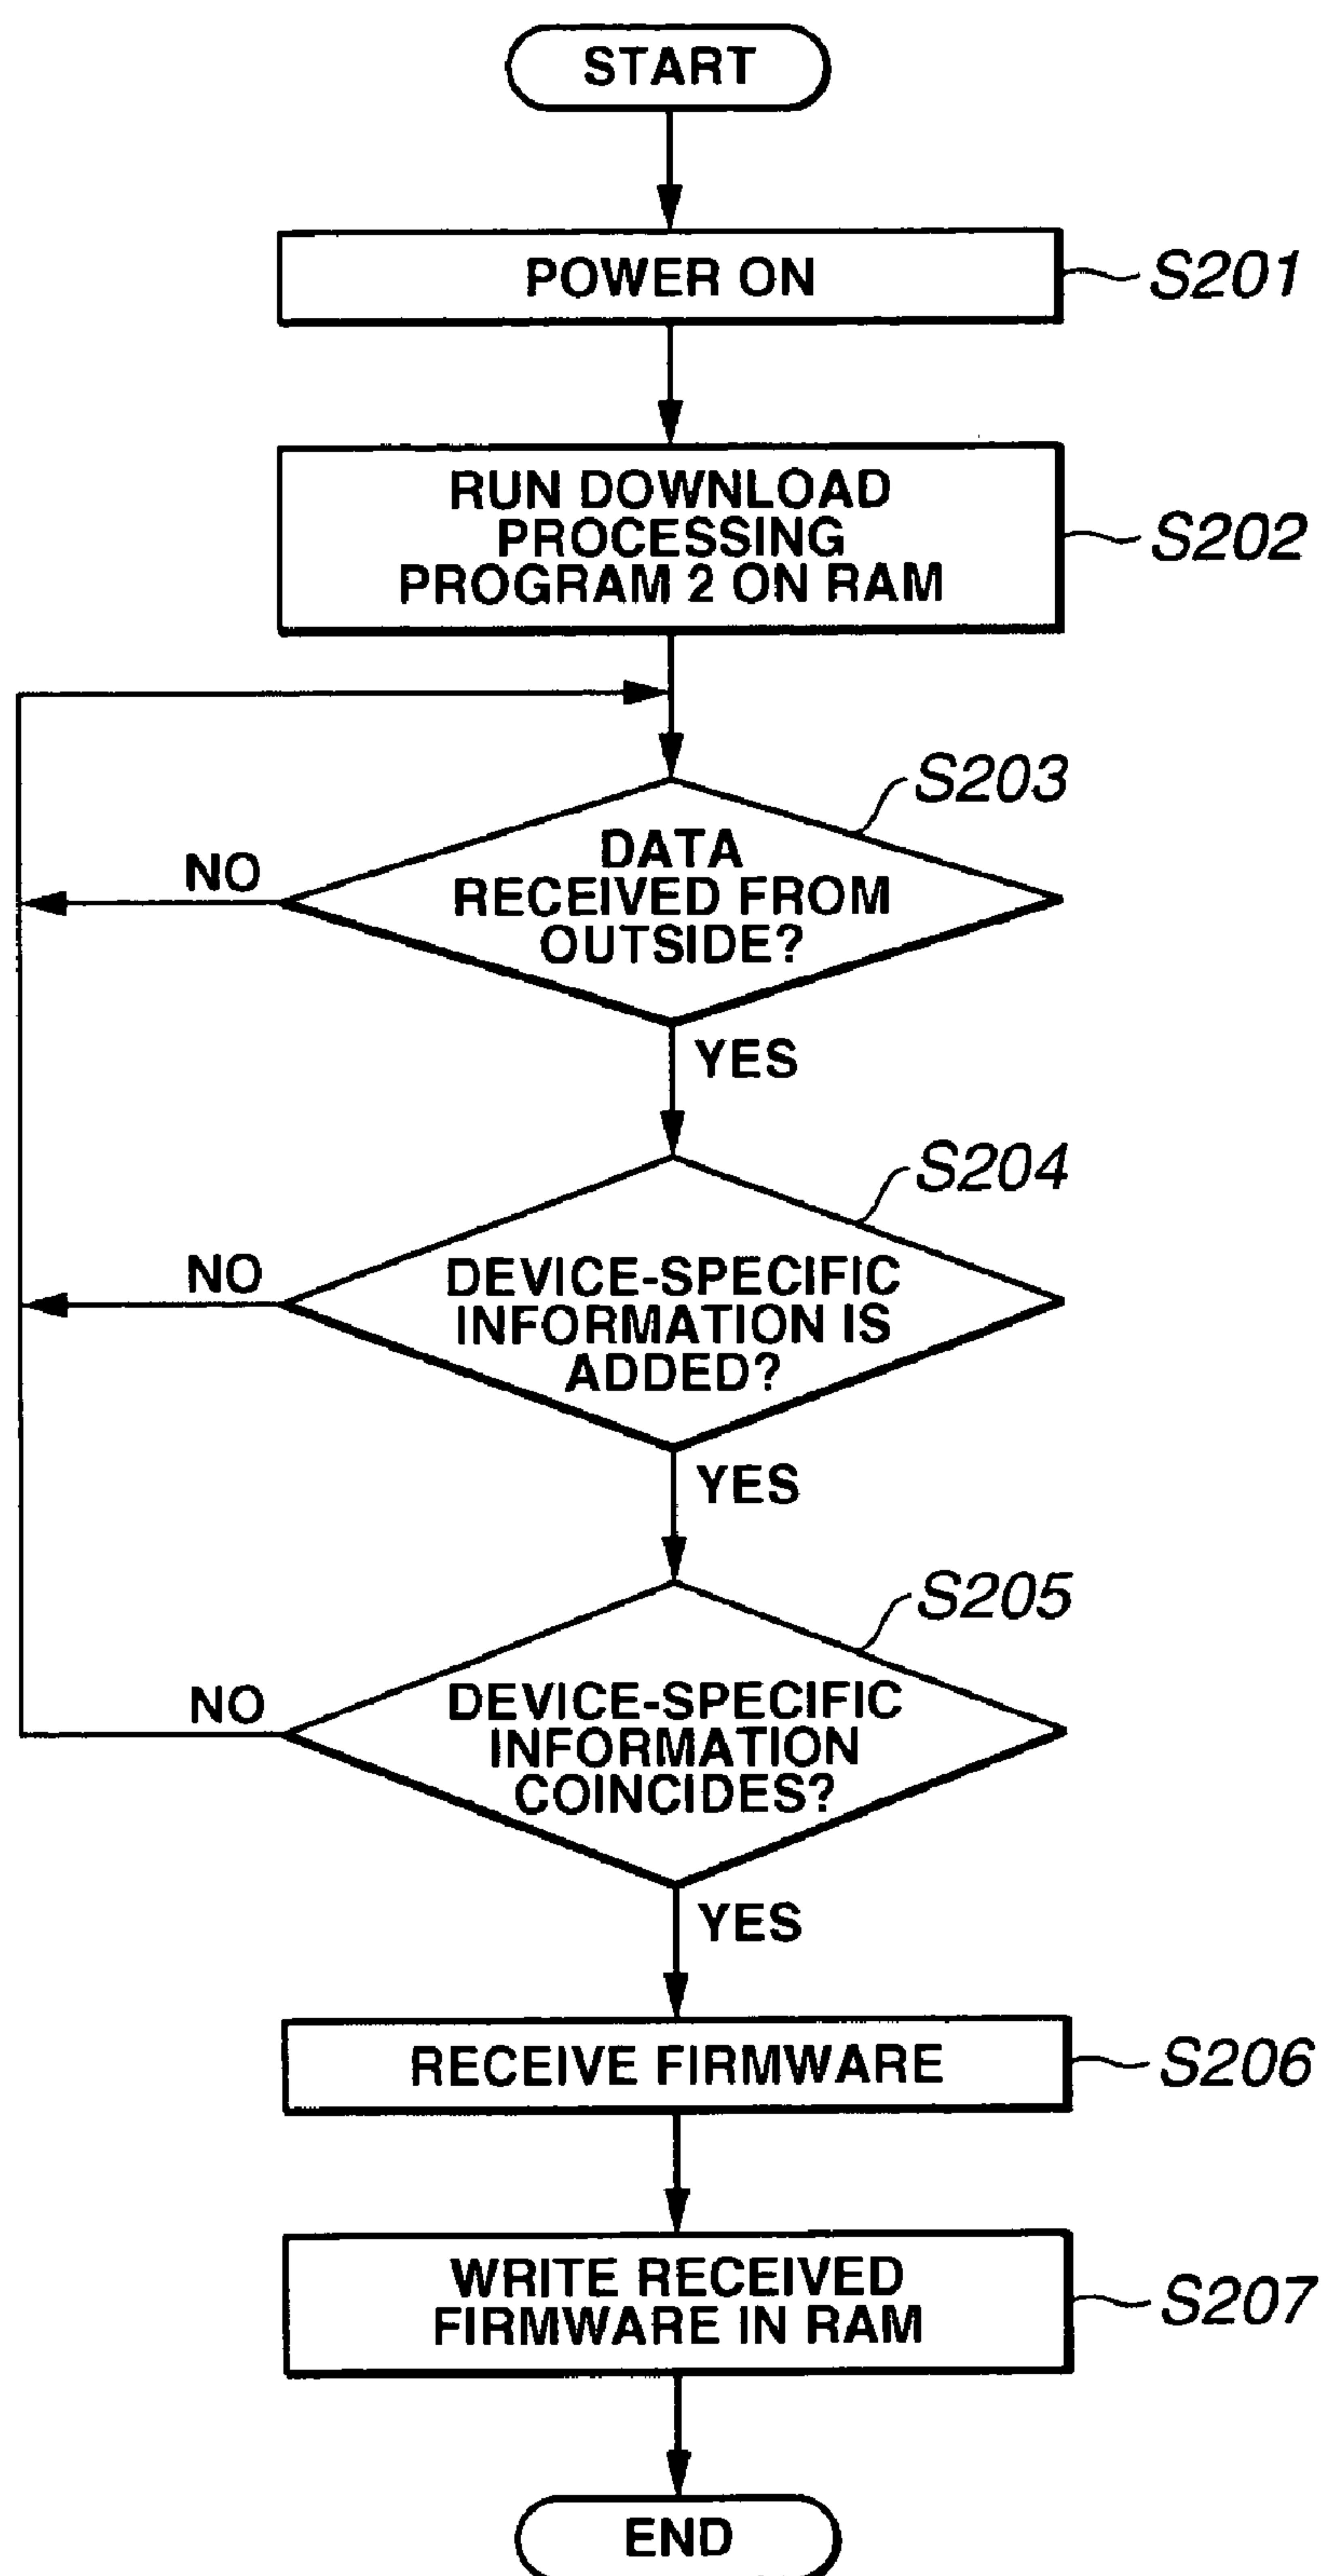 START
POWER ON
S201
RUN DOWNLOAD
PROCESSING
PROGRAM 2 ON RAM
S202
S203
DATA
RECEIVED FROM
OUTSIDE?
NO
YES
S204
DEVICE-SPECIFIC
INFORMATION IS
ADDED?
NO
YES
S205
DEVICE-SPECIFIC
INFORMATION
COINCIDES?
NO
YES
RECEIVE FIRMWARE
S206
WRITE RECEIVED
FIRMWARE IN RAM
S207
END